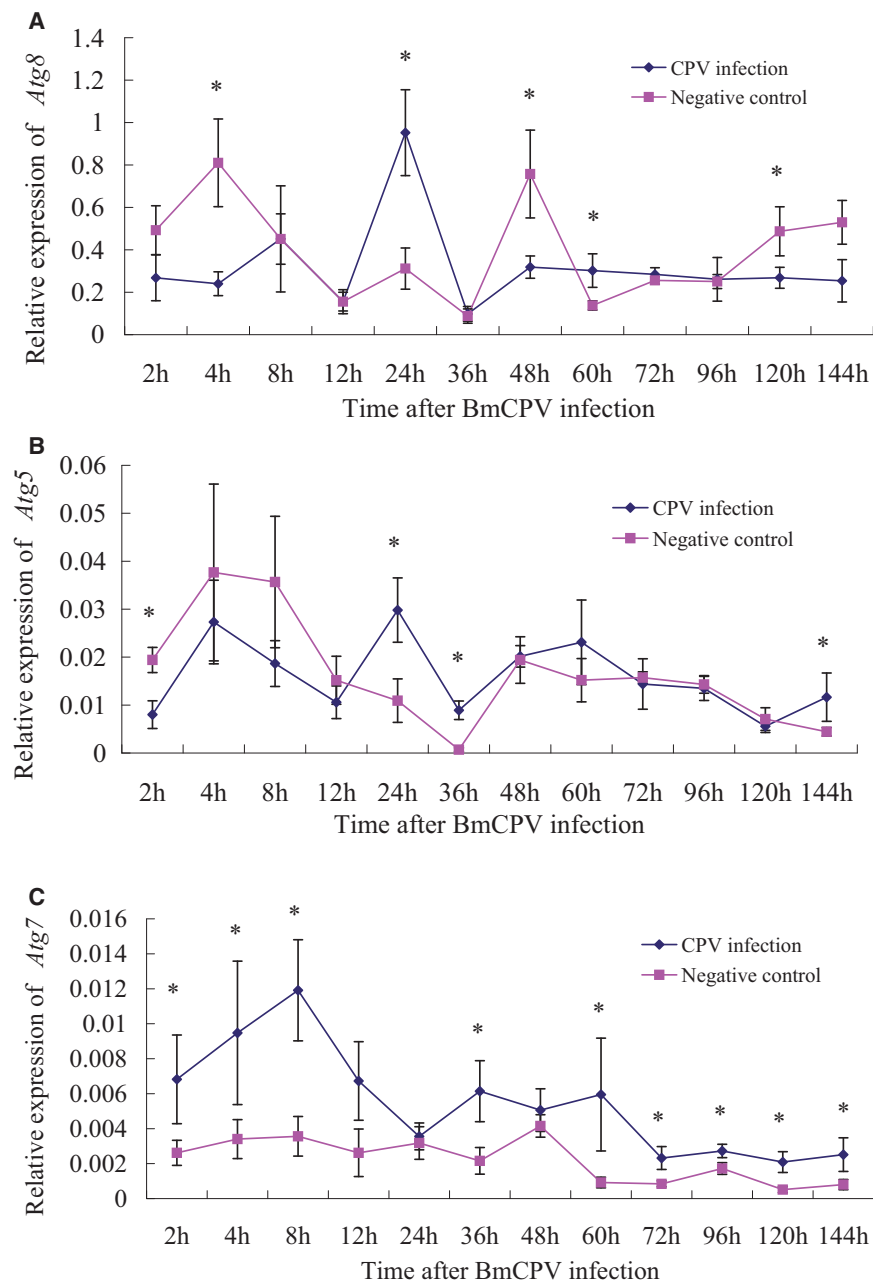 A
Relative expression of Atg8
1.4
1.2
1
0.8
0.6
0.4
0.2
0
CPV infection
Negative control
* * * * *
2h 4h 8h 12h 24h 36h 48h 60h 72h 96h 120h 144h
Time after BmCPV infection
B
Relative expression of Atg5
0.06
0.05
0.04
0.03
0.02
0.01
0
CPV infection
Negative control
* * * *
2h 4h 8h 12h 24h 36h 48h 60h 72h 96h 120h 144h
Time after BmCPV infection
C
Relative expression of Atg7
0.016
0.014
0.012
0.01
0.008
0.006
0.004
0.002
0
CPV infection
Negative control
* * * * * * * * *
2h 4h 8h 12h 24h 36h 48h 60h 72h 96h 120h 144h
Time after BmCPV infection